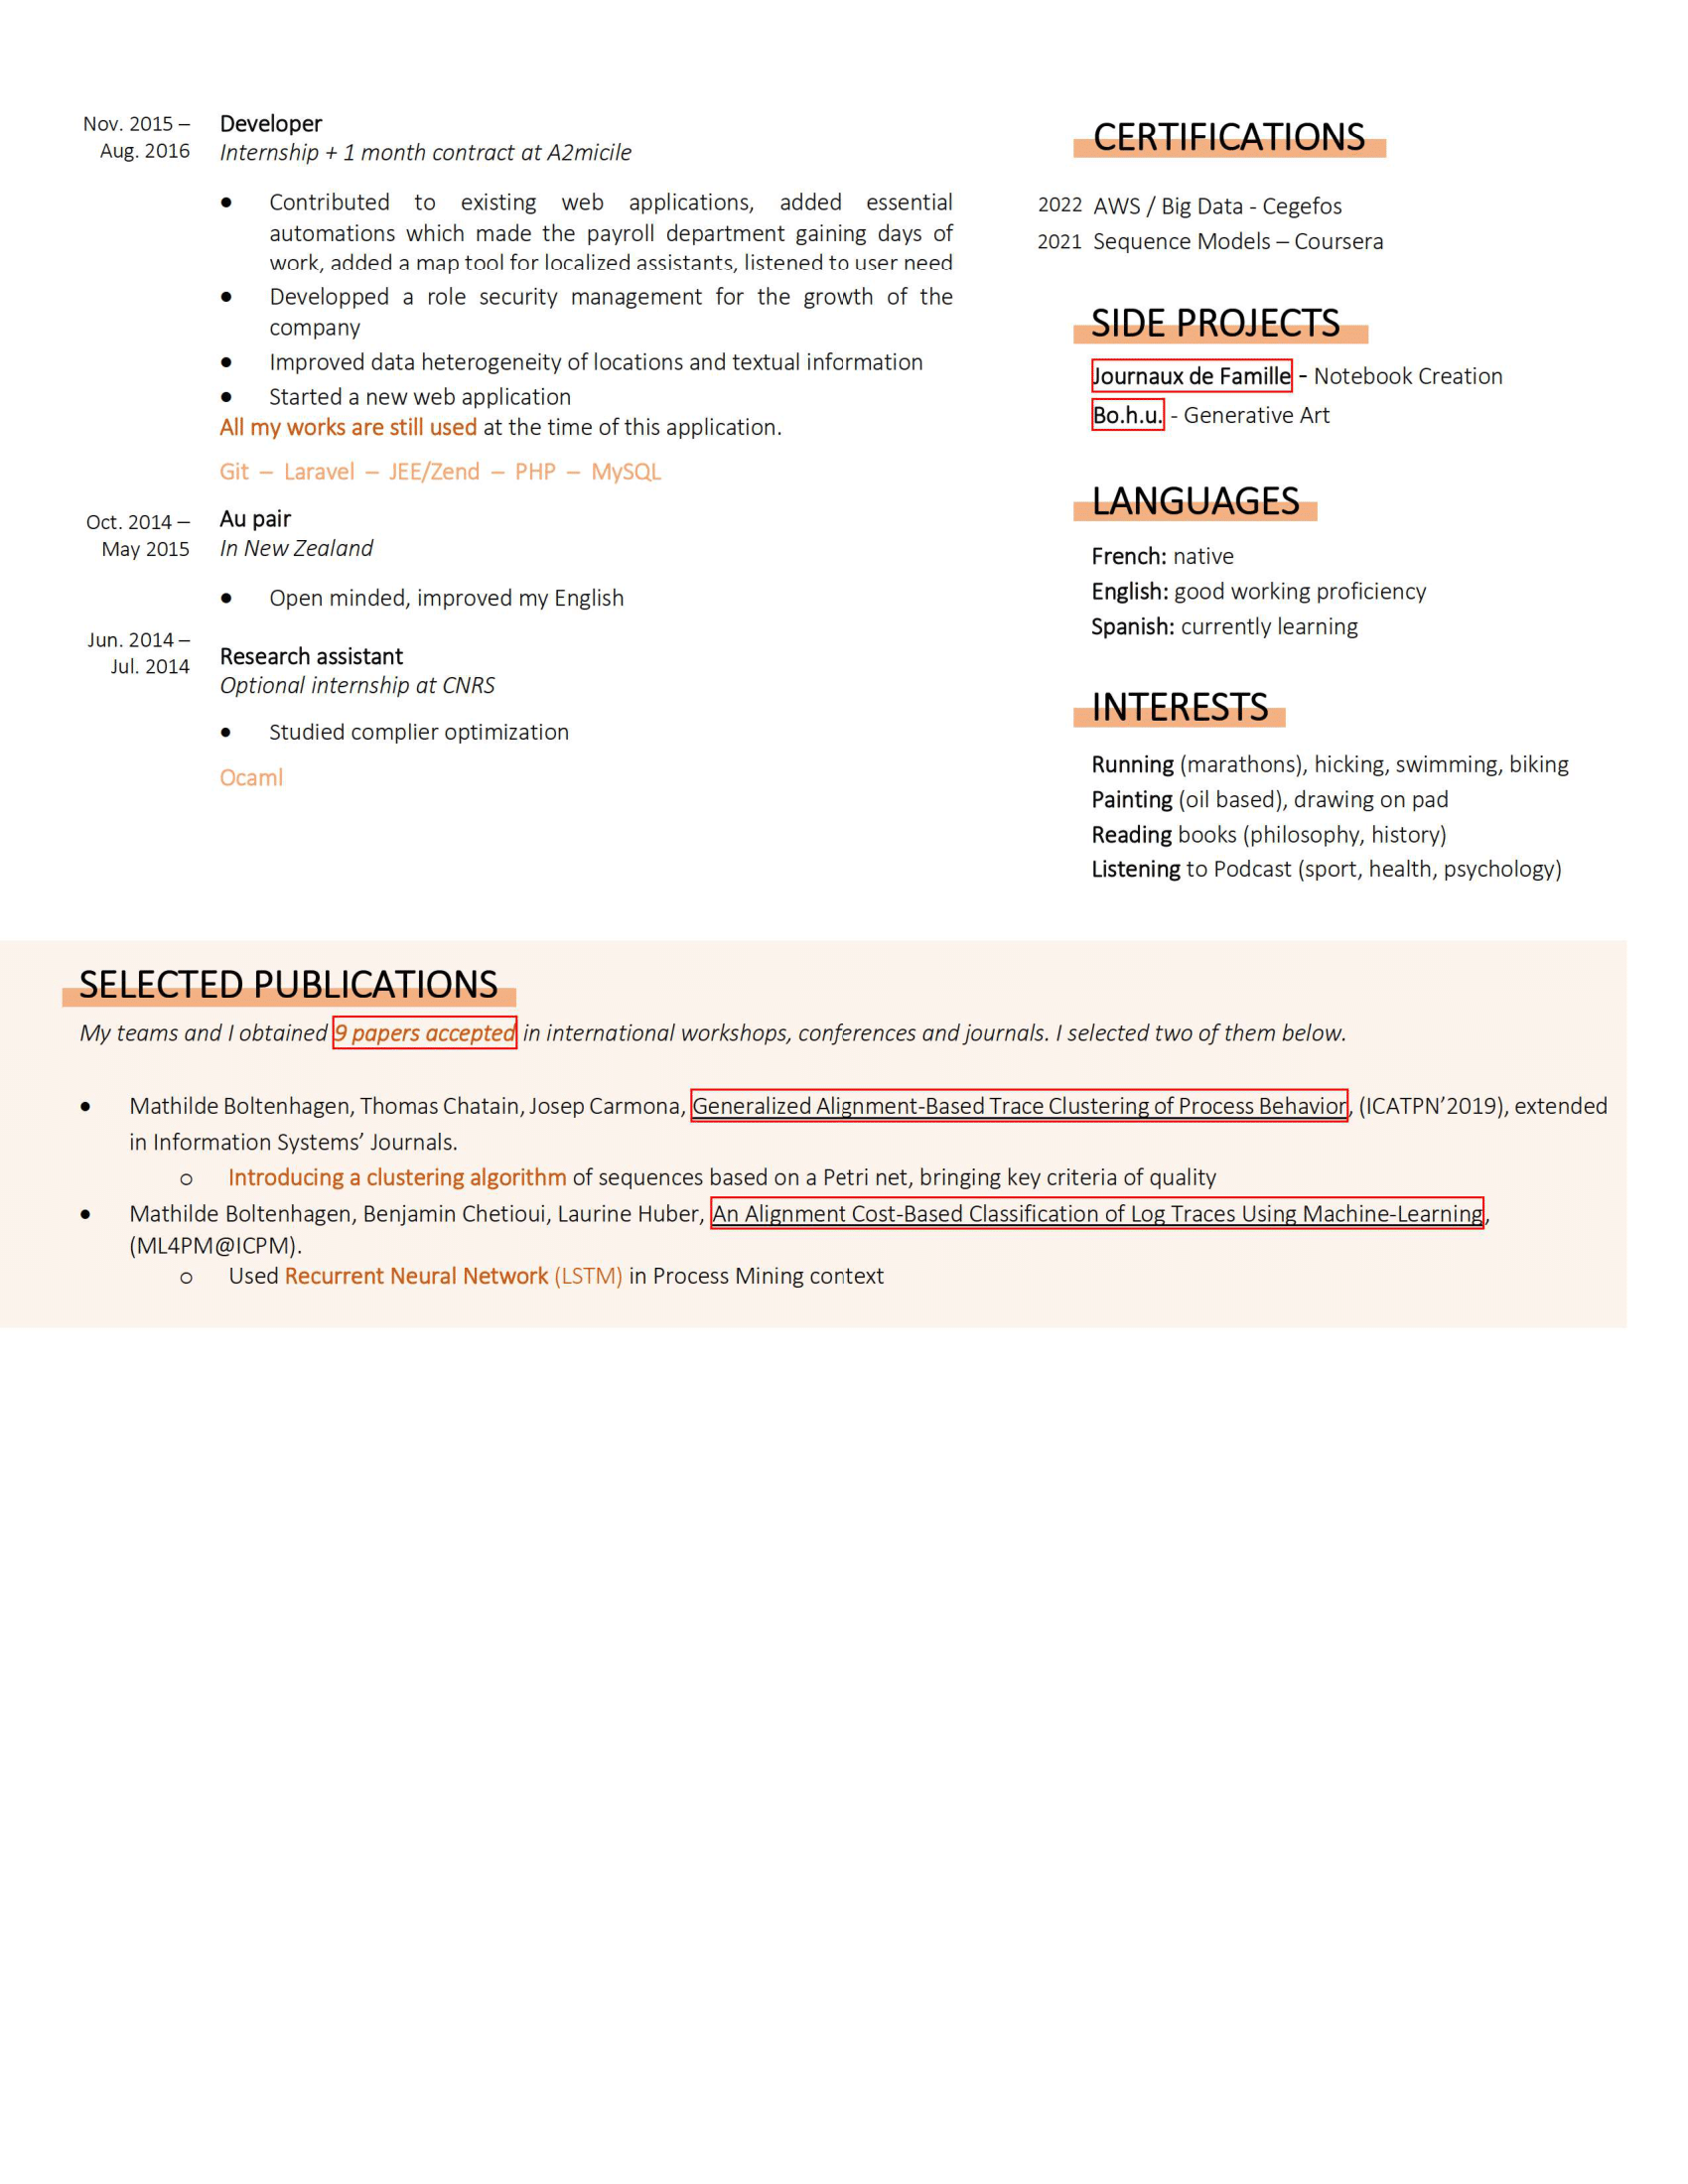 Nov. 2015 –
Aug. 2016
Developer
Internship + 1 month contract at A2micile
● Contributed to existing web applications, added essential
automations which made the payroll department gaining days of
work, added a map tool for localized assistants, listened to user need
● Developped a role security management for the growth of the
company
● Improved data heterogeneity of locations and textual information
● Started a new web application
All my works are still used at the time of this application.
Git – Laravel – JEE/Zend – PHP – MySQL
Oct. 2014 –
May 2015
Au pair
In New Zealand
● Open minded, improved my English
Jun. 2014 –
Jul. 2014
Research assistant
Optional internship at CNRS
● Studied complier optimization
Ocaml
CERTIFICATIONS
2022 AWS / Big Data - Cegefos
2021 Sequence Models – Coursera
SIDE PROJECTS
Journaux de Famille - Notebook Creation
Bo.h.u. - Generative Art
LANGUAGES
French: native
English: good working proficiency
Spanish: currently learning
INTERESTS
Running (marathons), hicking, swimming, biking
Painting (oil based), drawing on pad
Reading books (philosophy, history)
Listening to Podcast (sport, health, psychology)
SELECTED PUBLICATIONS
My teams and I obtained 9 papers accepted in international workshops, conferences and journals. I selected two of them below.
● Mathilde Boltenhagen, Thomas Chatain, Josep Carmona, Generalized Alignment-Based Trace Clustering of Process Behavior, (ICATPN’2019), extended
in Information Systems’ Journals.
o Introducing a clustering algorithm of sequences based on a Petri net, bringing key criteria of quality
● Mathilde Boltenhagen, Benjamin Chetioui, Laurine Huber, An Alignment Cost-Based Classification of Log Traces Using Machine-Learning,
(ML4PM@ICPM).
o Used Recurrent Neural Network (LSTM) in Process Mining context